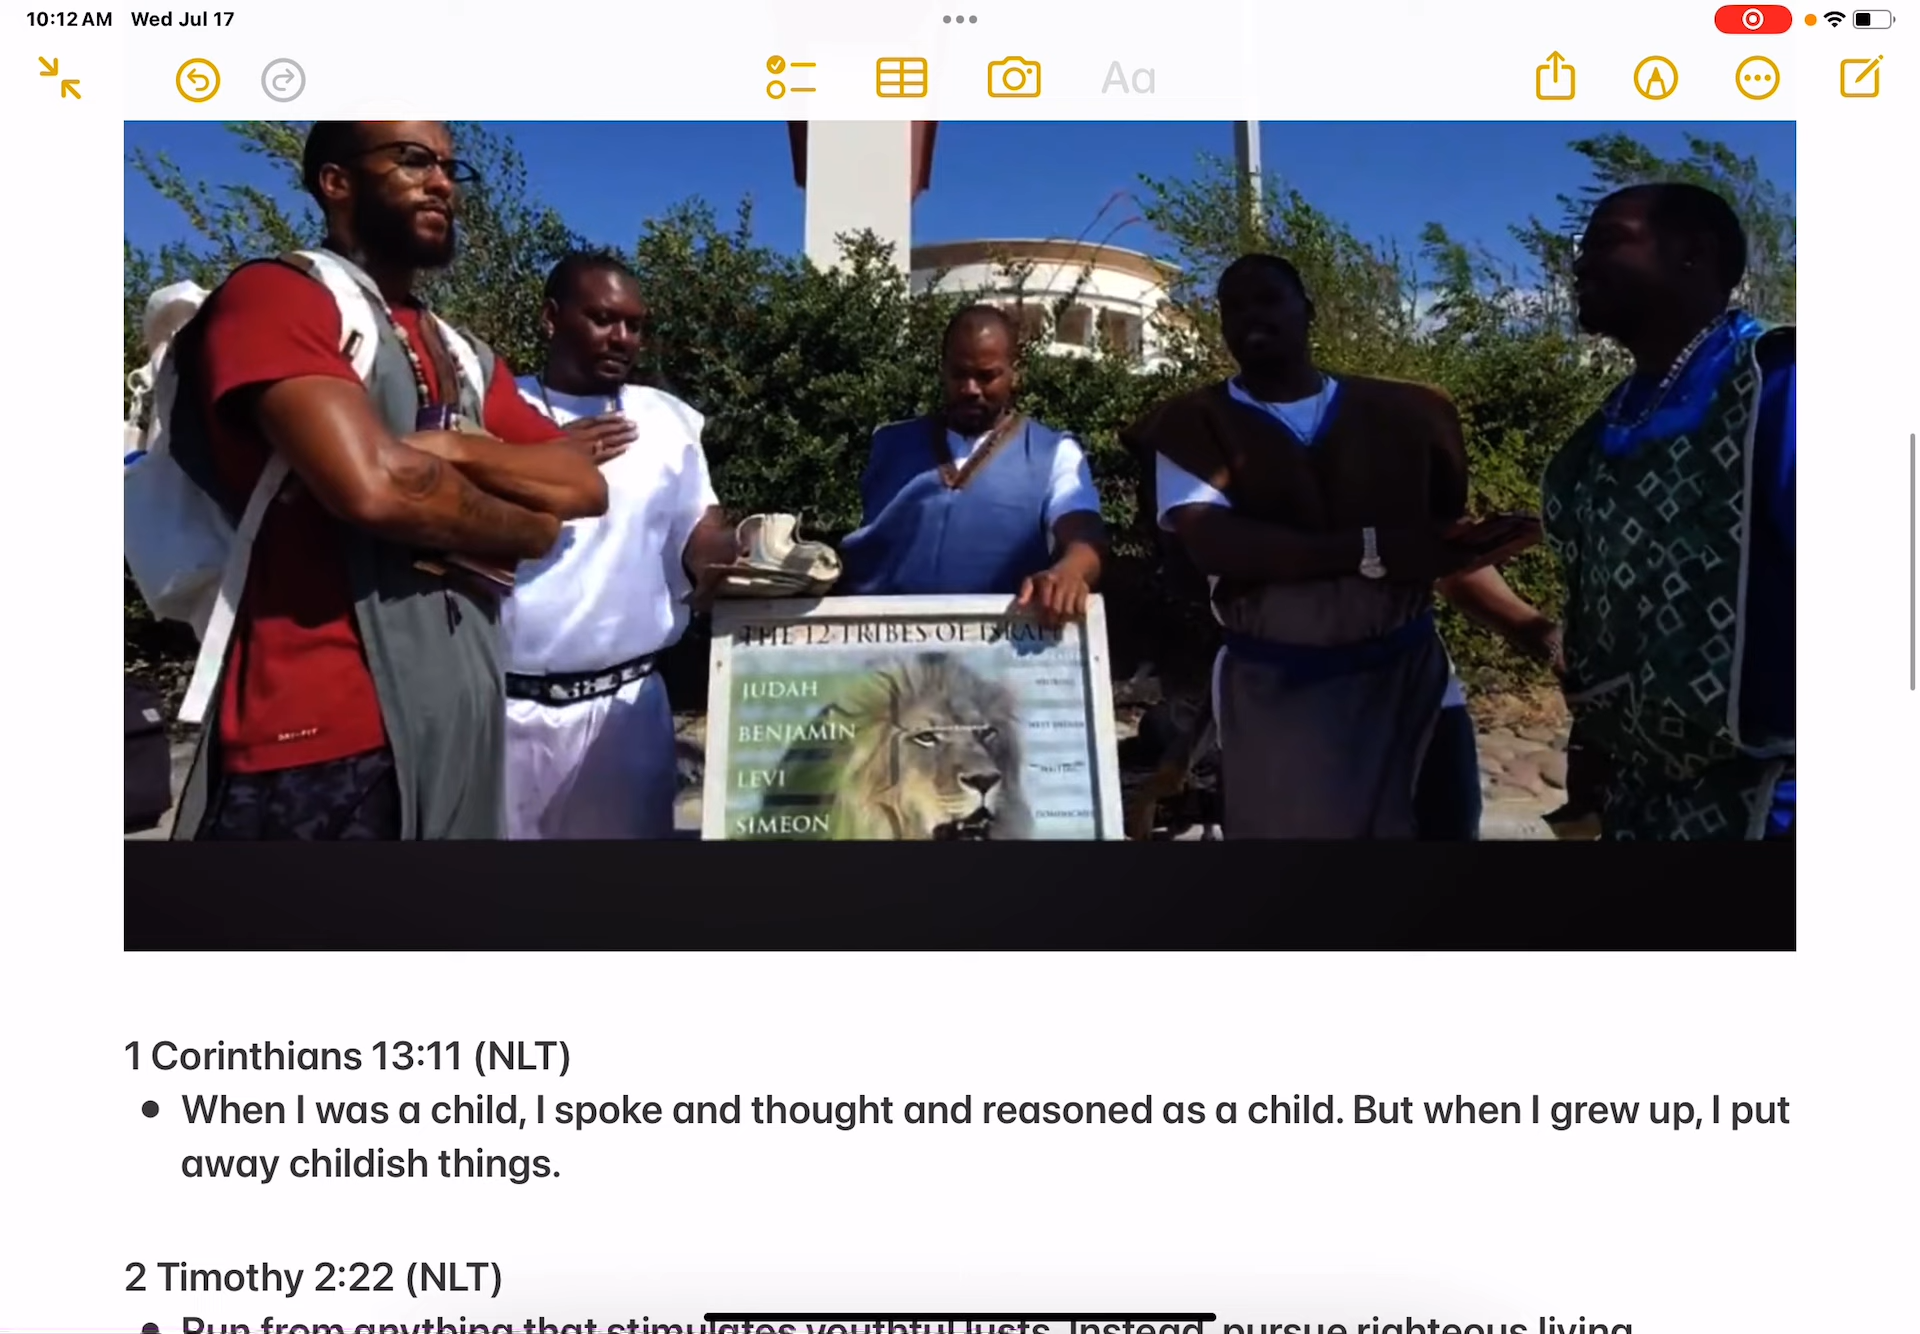 10:12 AM Wed Jul 17
Aa
THE 12 TRIBES OF ISRAEL
JUDAH
BENJAMIN
LEVI
SIMEON
DRI-FIT
1 Corinthians 13:11 (NLT)
• When I was a child, I spoke and thought and reasoned as a child. But when I grew up, I put
away childish things.
2 Timothy 2:22 (NLT)
• Run from anything that stimulates youthful lusts. Instead, pursue righteous living,